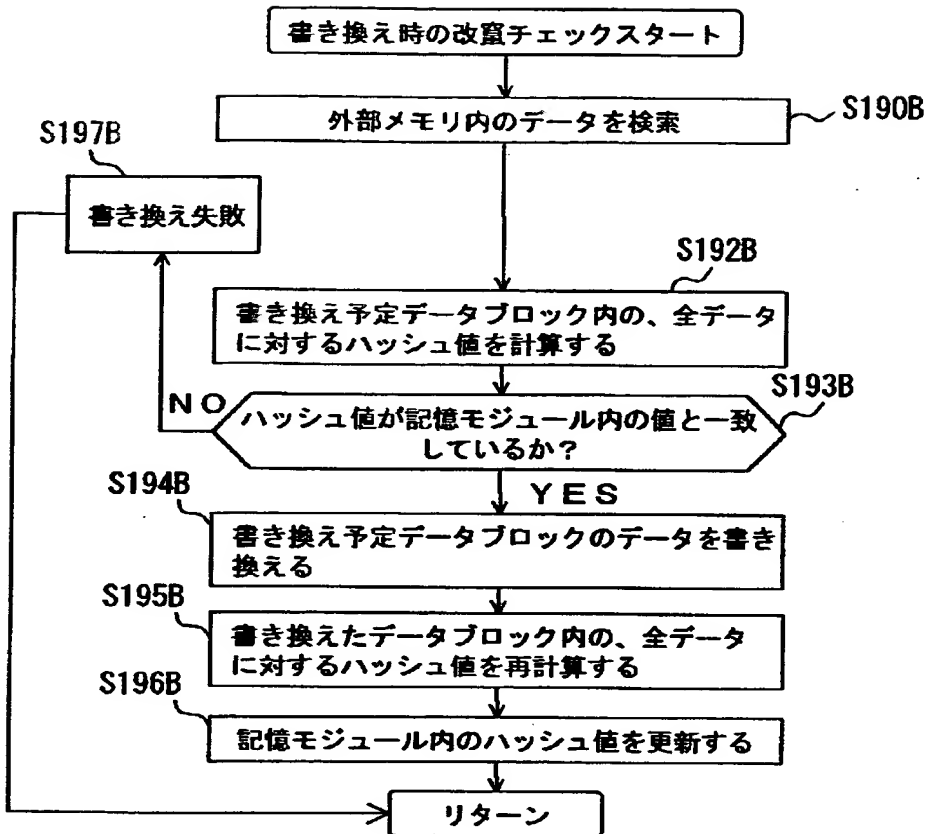 書き換え時の改竄チェックスタート
外部メモリ内のデータを検索
S190B
S197B
書き換え失敗
S192B
書き換え予定データブロック内の、全データ
に対するハッシュ値を計算する
S193B
NO
ハッシュ値が記憶モジュール内の値と一致
しているか？
YES
S194B
書き換え予定データブロックのデータを書き
換える
S195B
書き換えたデータブロック内の、全データ
に対するハッシュ値を再計算する
S196B
記憶モジュール内のハッシュ値を更新する
リターン